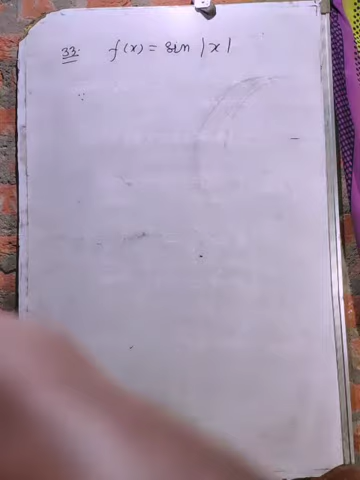 33. f(x) = sin |x|